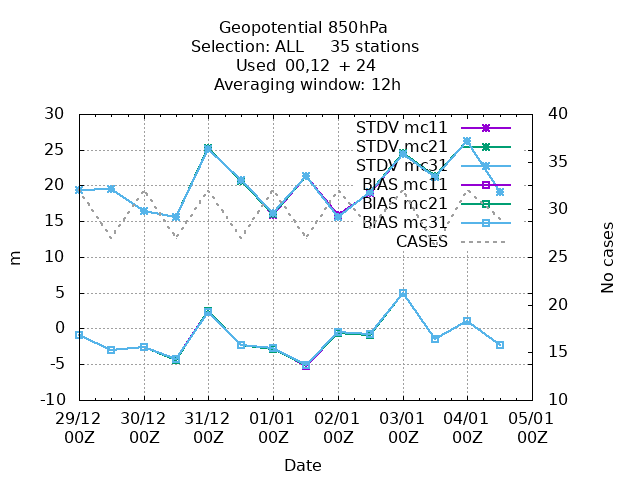 Geopotential 850hPa
Selection: ALL 35 stations
Used 00,12 + 24
Averaging window: 12h
30 40
25 35
20 30
15 25
10
5 20
0
-5 15
-10 10
STDV mc11
STDV mc21
STDV mc31
BIAS mc11
BIAS mc21
BIAS mc31
CASES
m
No cases
29/12 30/12 31/12 01/01 02/01 03/01 04/01 05/01
00Z 00Z 00Z 00Z 00Z 00Z 00Z 00Z
Date